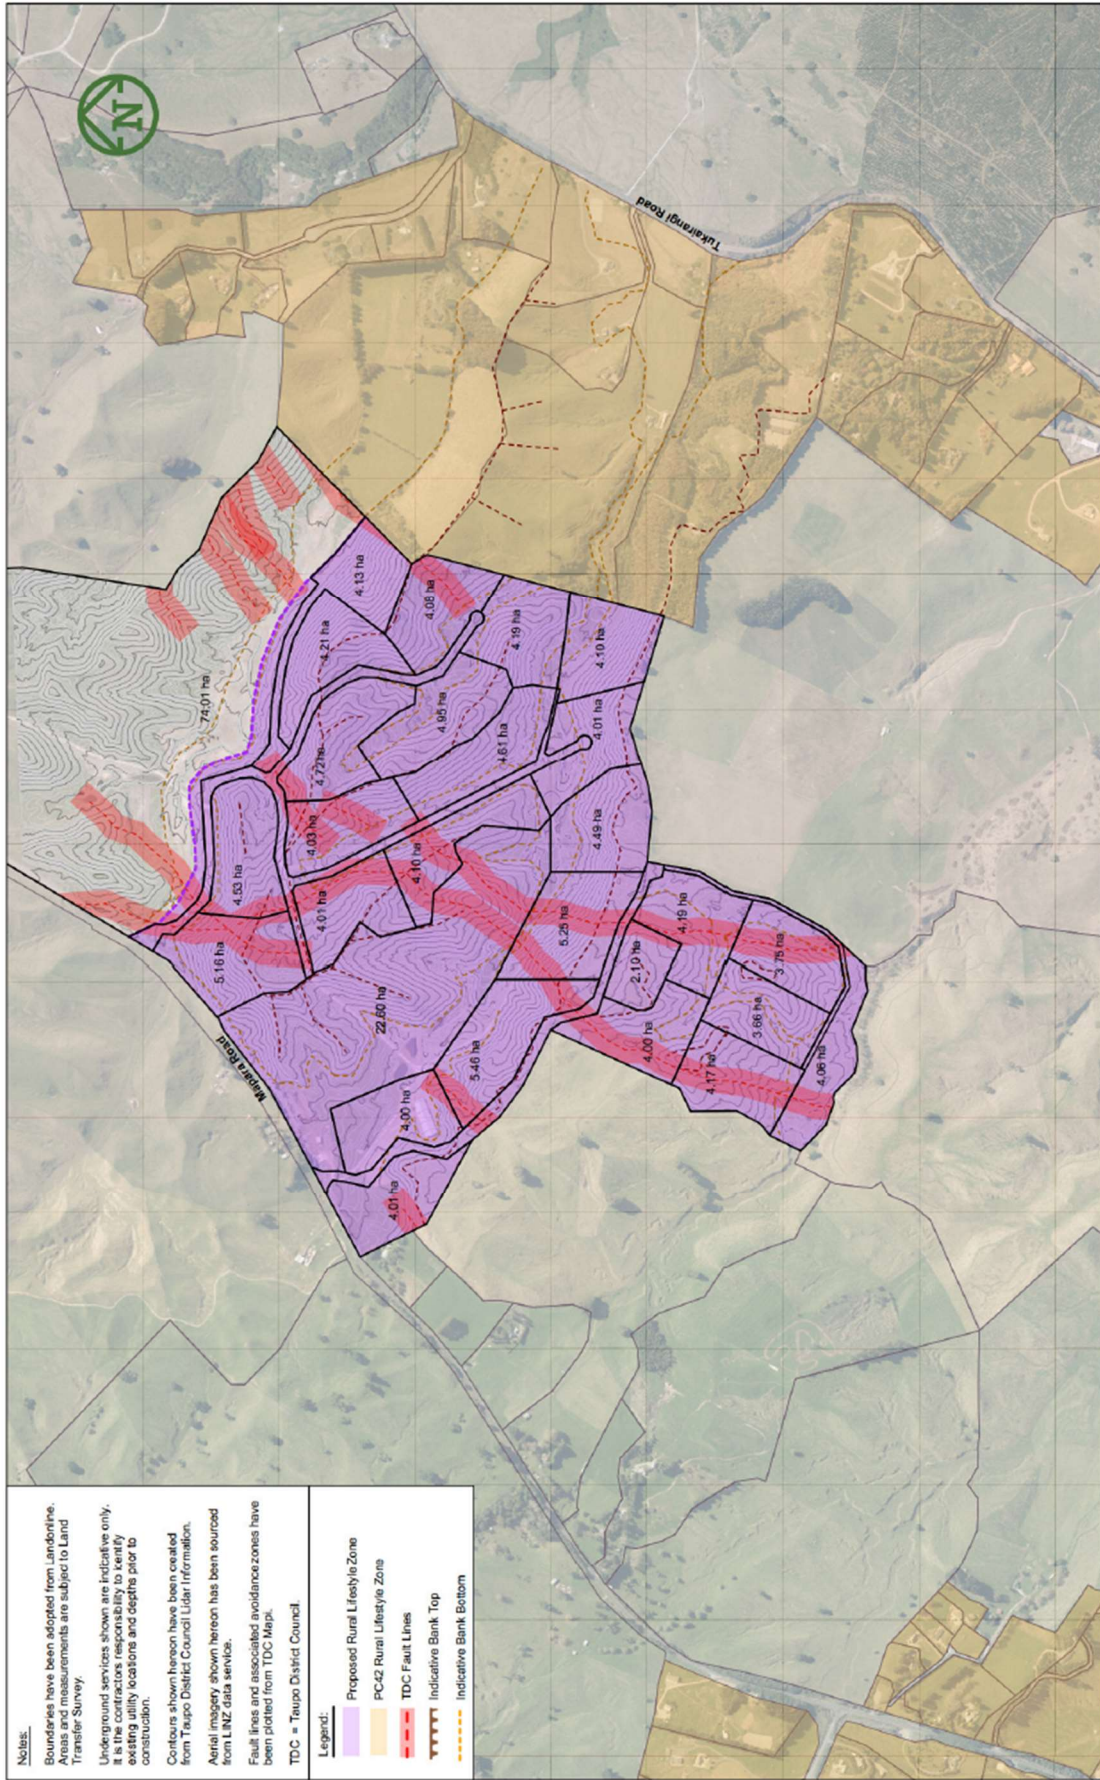 Notes:
Boundaries have been adopted from Landonline.
Areas and measurements are subject to Land
Transfer Survey.
Underground services shown are indicative only.
It is the contractors responsibility to identify
existing utility locations and depths prior to
construction.
Contours shown hereon have been created
from Taupo District Council Lidar Information.
Aerial imagery shown hereon has been sourced
from LINZ data service.
Fault lines and associated avoidance zones have
been plotted from TDC Mapi.
TDC = Taupo District Council.
Legend:
Proposed Rural Lifestyle Zone
PC42 Rural Lifestyle Zone
TDC Fault Lines
Indicative Bank Top
Indicative Bank Bottom
N
Mapara Road
Tukairangi Road
74.01 ha
4.13 ha
4.08 ha
4.21 ha
4.19 ha
4.10 ha
4.95 ha
4.72 ha
4.61 ha
4.01 ha
4.03 ha
4.53 ha
4.10 ha
4.49 ha
4.01 ha
5.16 ha
5.25 ha
4.19 ha
22.60 ha
2.10 ha
3.75 ha
5.46 ha
4.00 ha
3.66 ha
4.00 ha
4.17 ha
4.06 ha
4.01 ha